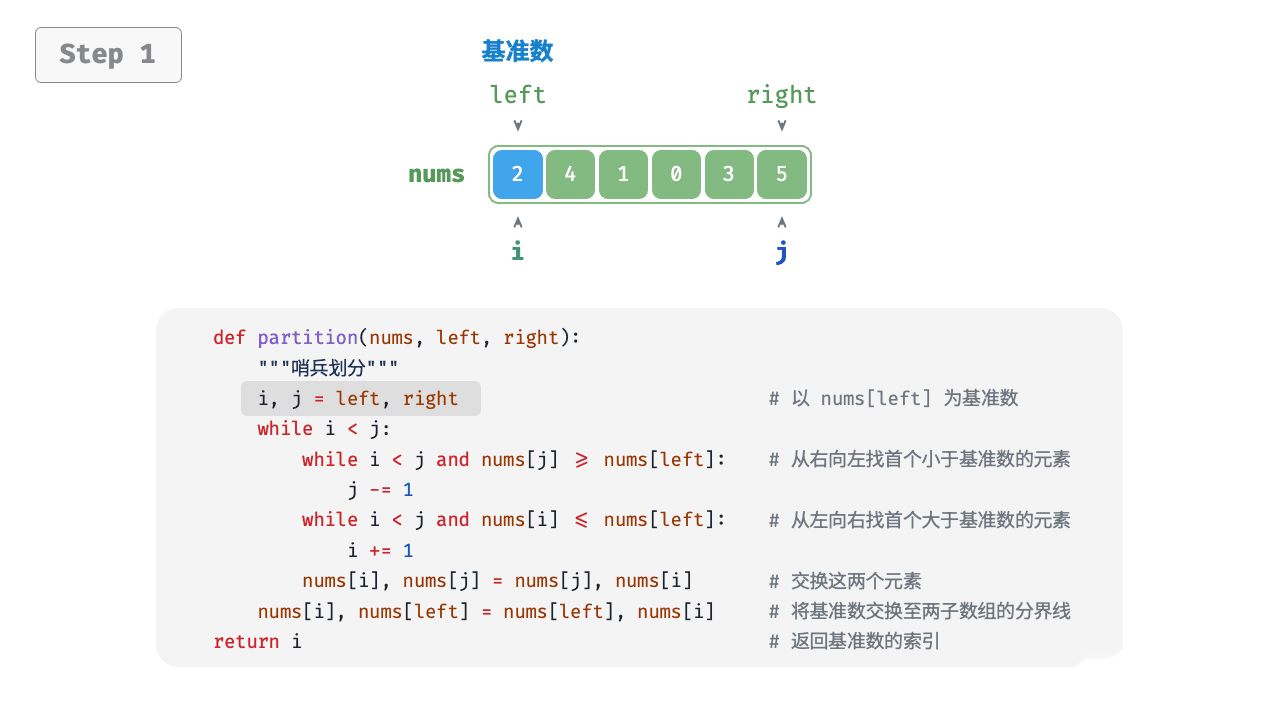 Step 1
基准数
left right
nums 2 4 1 0 3 5
i j
def partition(nums, left, right):
"""哨兵划分"""
i, j = left, right # 以 nums[left] 为基准数
while i < j:
while i < j and nums[j] >= nums[left]: # 从右向左找首个小于基准数的元素
j -= 1
while i < j and nums[i] <= nums[left]: # 从左向右找首个大于基准数的元素
i += 1
nums[i], nums[j] = nums[j], nums[i] # 交换这两个元素
nums[i], nums[left] = nums[left], nums[i] # 将基准数交换至两子数组的分界线
return i # 返回基准数的索引